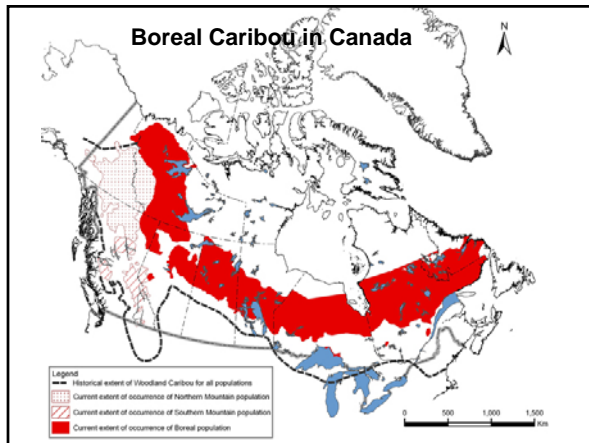 Boreal Caribou in Canada
N
Legend
Historical extent of Woodland Caribou for all populations
Current extent of occurrence of Northern Mountain population
Current extent of occurrence of Southern Mountain population
Current extent of occurrence of Boreal population
0 500 1,000 1,500
Km